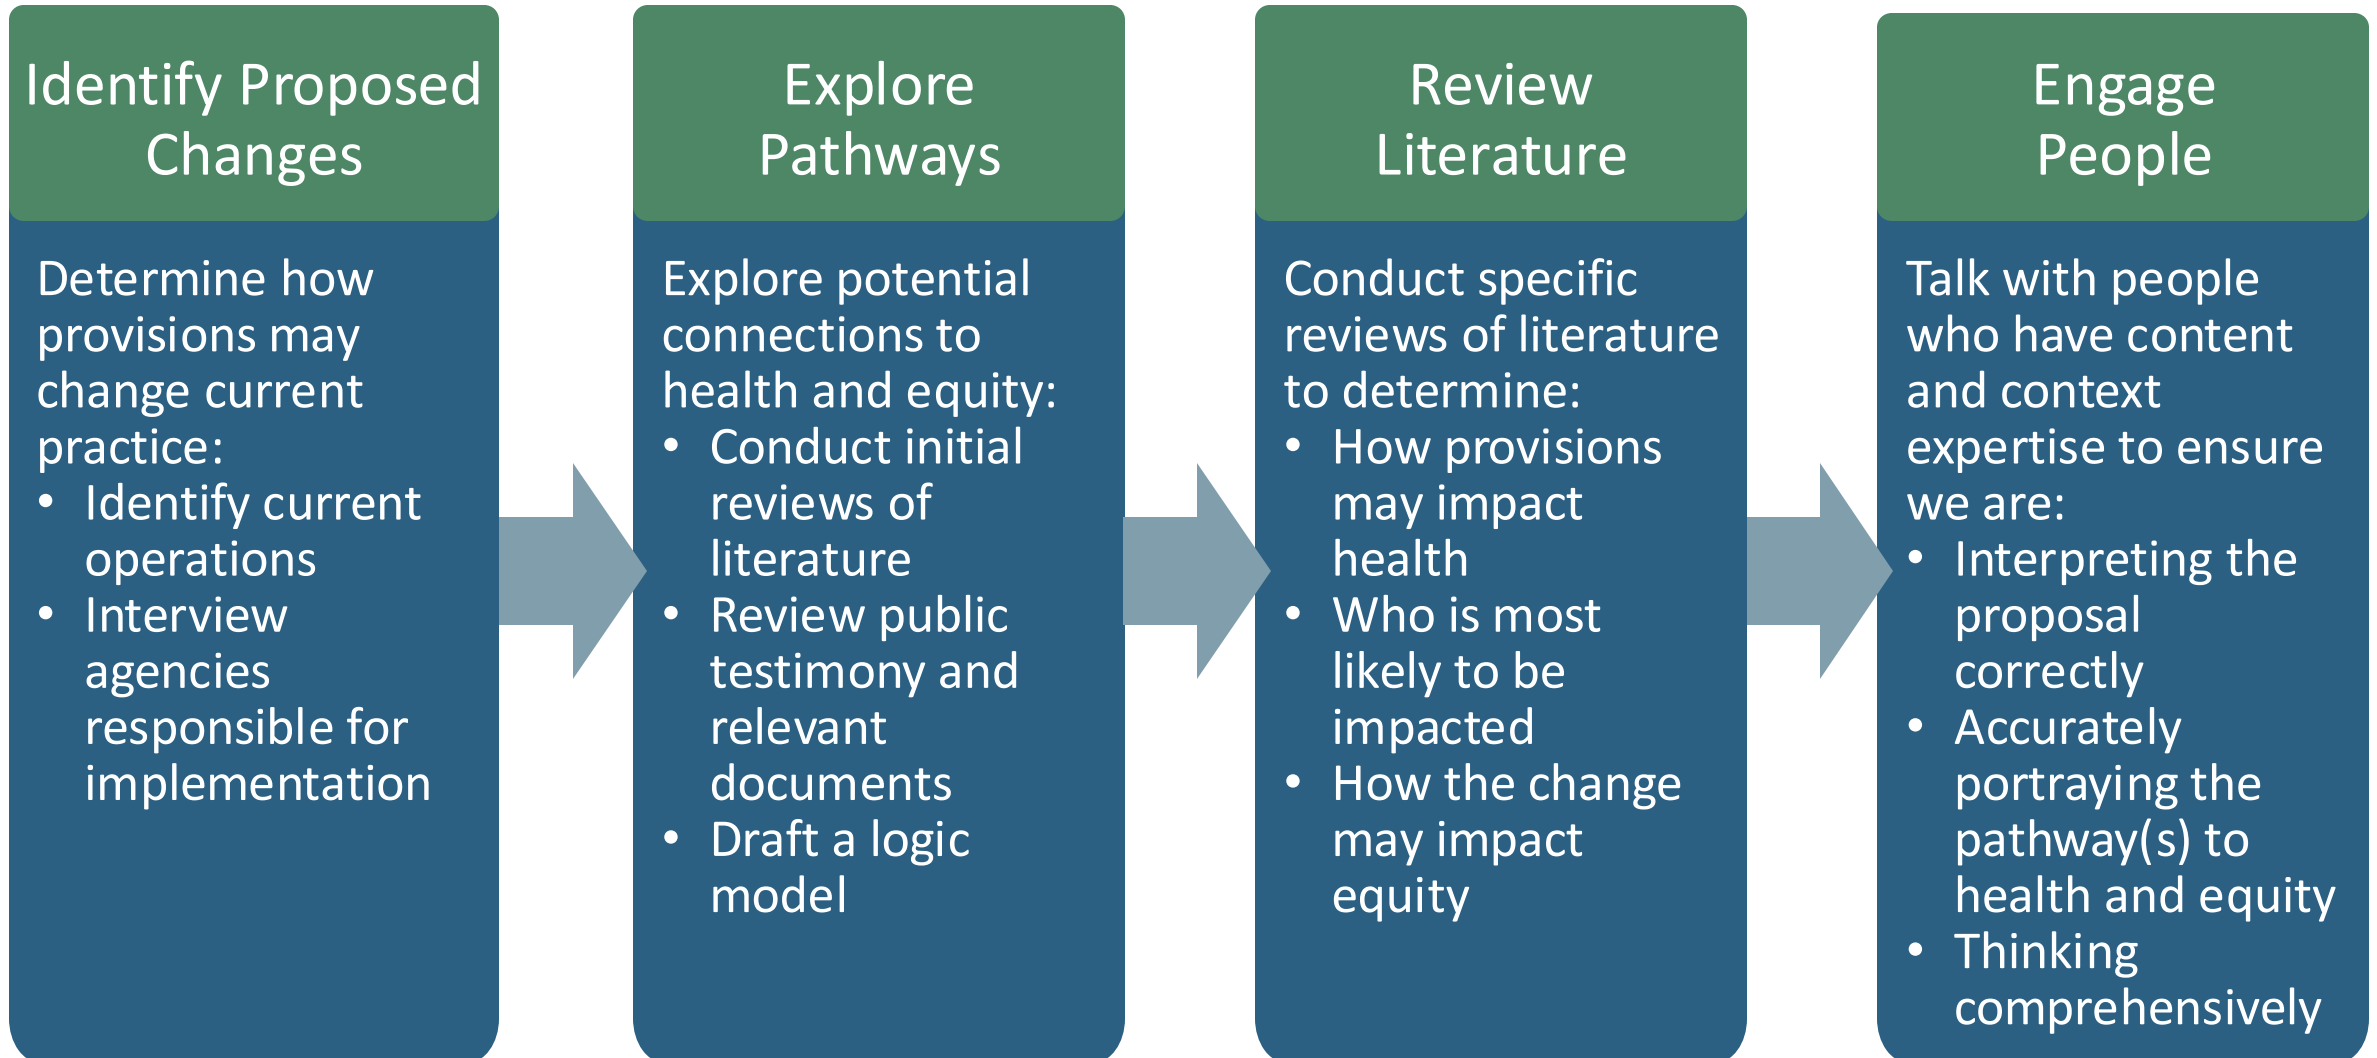 Identify Proposed
Changes
Determine how
provisions may
change current
practice:
• Identify current
operations
• Interview
agencies
responsible for
implementation
Explore
Pathways
Explore potential
connections to
health and equity:
• Conduct initial
reviews of
literature
• Review public
testimony and
relevant
documents
• Draft a logic
model
Review
Literature
Conduct specific
reviews of literature
to determine:
• How provisions
may impact
health
• Who is most
likely to be
impacted
• How the change
may impact
equity
Engage
People
Talk with people
who have content
and context
expertise to ensure
we are:
• Interpreting the
proposal
correctly
• Accurately
portraying the
pathway(s) to
health and equity
• Thinking
comprehensively